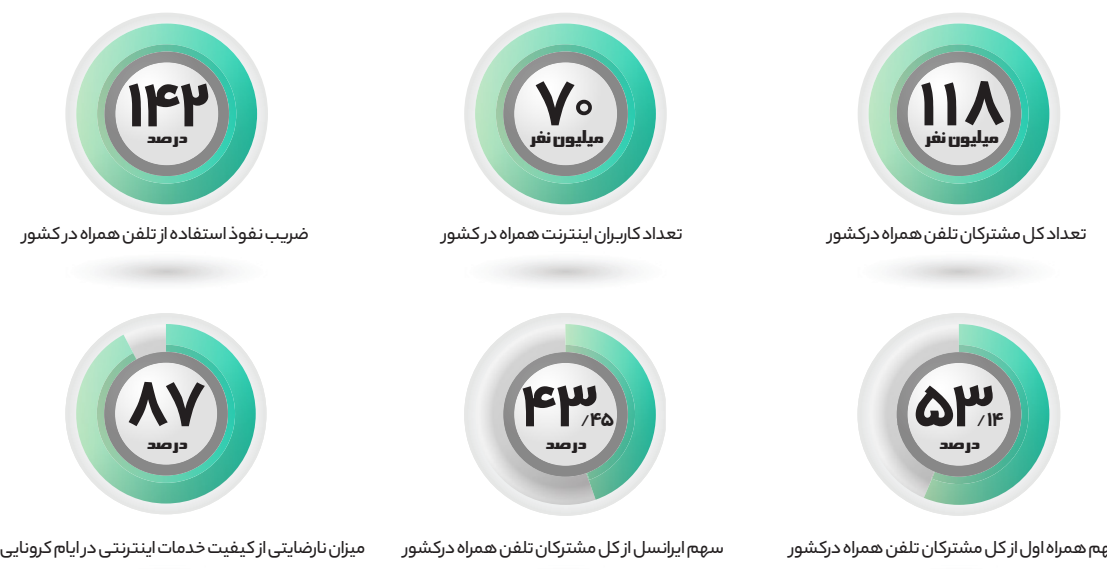 ۱۱۸
میلیون نفر
تعداد کل مشترکان تلفن همراه درکشور
۷۰
میلیون نفر
تعداد کاربران اینترنت همراه در کشور
۱۴۲
درصد
ضریب نفوذ استفاده از تلفن همراه در کشور
۵۳/۱۴
درصد
همراه اول از کل مشترکان تلفن همراه درکشور
۴۳/۴۵
درصد
سهم ایرانسل از کل مشترکان تلفن همراه درکشور
۸۷
درصد
میزان نارضایتی از کیفیت خدمات اینترنتی در ایام کرونایی